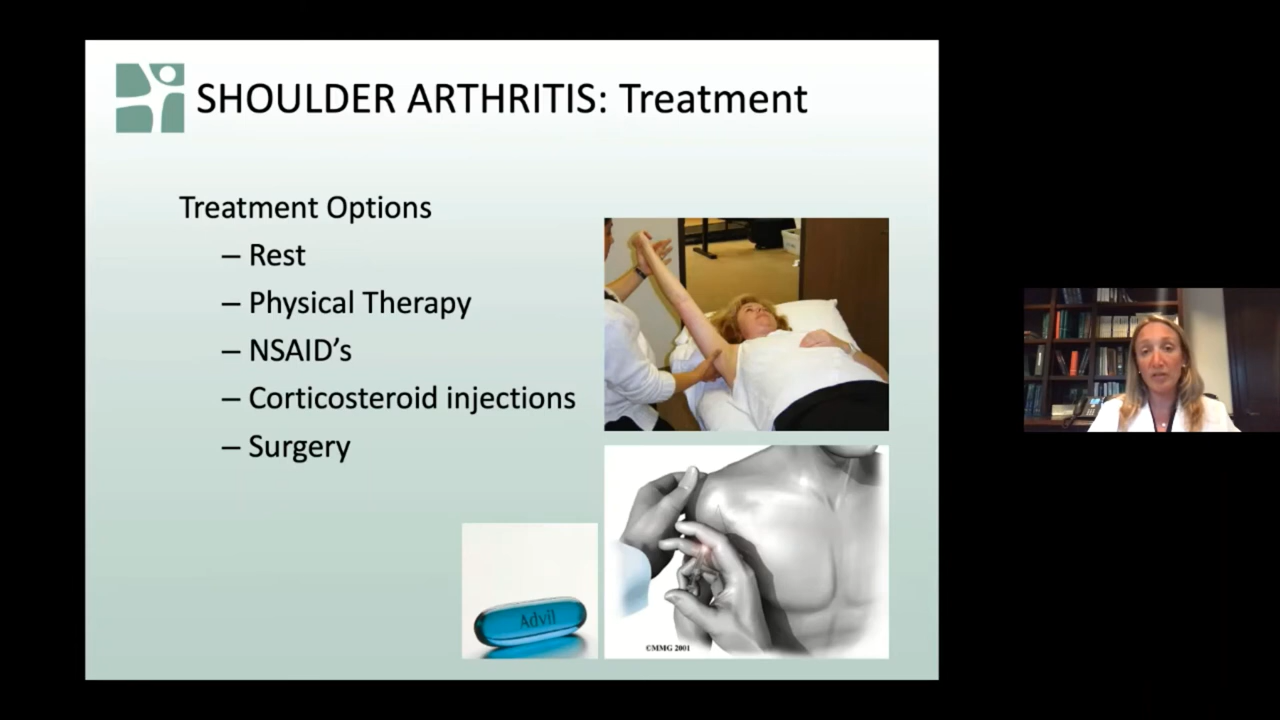 SHOULDER ARTHRITIS: Treatment
Treatment Options
– Rest
– Physical Therapy
– NSAID’s
– Corticosteroid injections
– Surgery
Advil
©MMG 2001